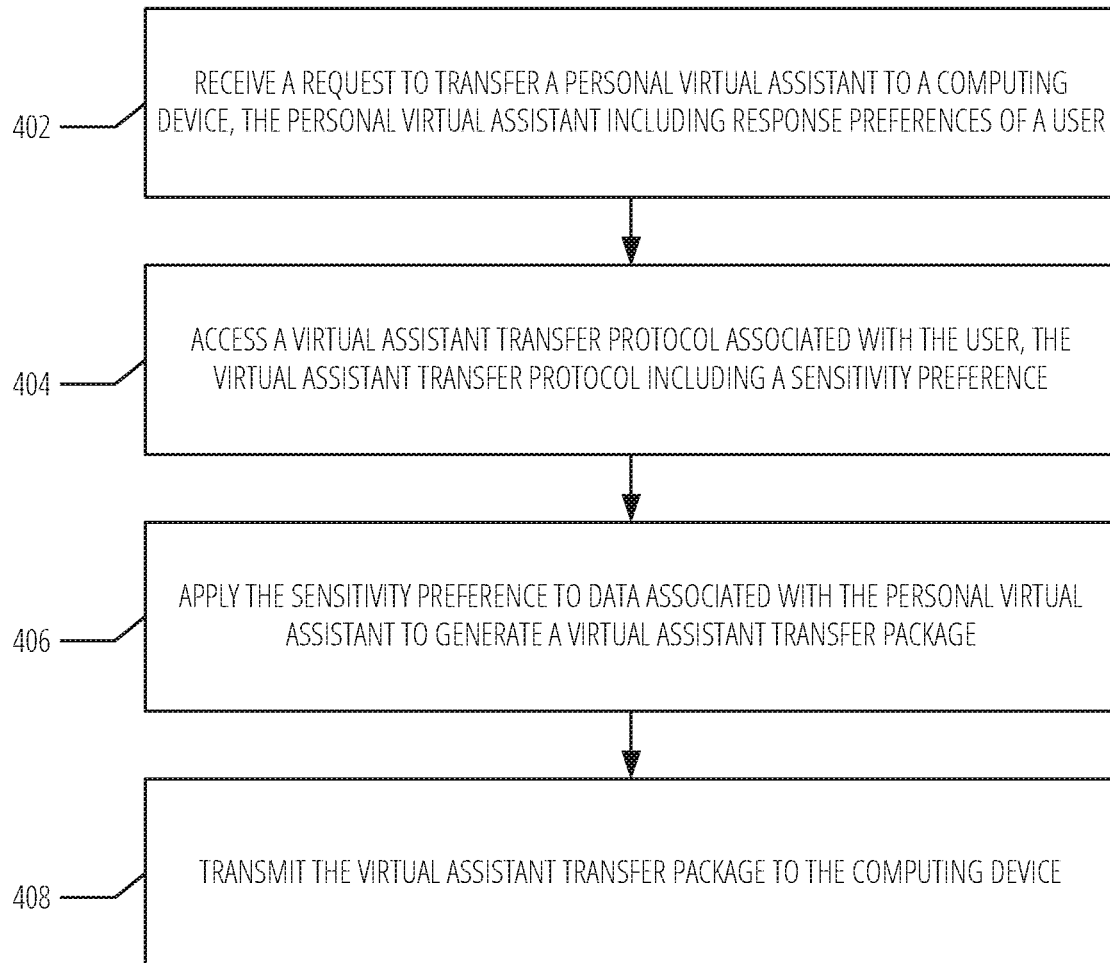 RECEIVE A REQUEST TO TRANSFER A PERSONAL VIRTUAL ASSISTANT TO A COMPUTING
DEVICE, THE PERSONAL VIRTUAL ASSISTANT INCLUDING RESPONSE PREFERENCES OF A USER
402
ACCESS A VIRTUAL ASSISTANT TRANSFER PROTOCOL ASSOCIATED WITH THE USER, THE
VIRTUAL ASSISTANT TRANSFER PROTOCOL INCLUDING A SENSITIVITY PREFERENCE
404
APPLY THE SENSITIVITY PREFERENCE TO DATA ASSOCIATED WITH THE PERSONAL VIRTUAL
ASSISTANT TO GENERATE A VIRTUAL ASSISTANT TRANSFER PACKAGE
406
TRANSMIT THE VIRTUAL ASSISTANT TRANSFER PACKAGE TO THE COMPUTING DEVICE
408